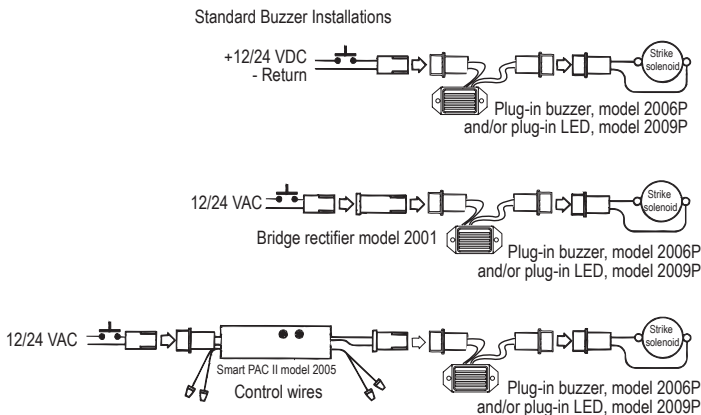 Standard Buzzer Installations
+12/24 VDC
- Return
Strike
solenoid
Plug-in buzzer, model 2006P
and/or plug-in LED, model 2009P
12/24 VAC
Bridge rectifier model 2001
Strike
solenoid
Plug-in buzzer, model 2006P
and/or plug-in LED, model 2009P
12/24 VAC
Smart PAC II model 2005
Control wires
Strike
solenoid
Plug-in buzzer, model 2006P
and/or plug-in LED, model 2009P